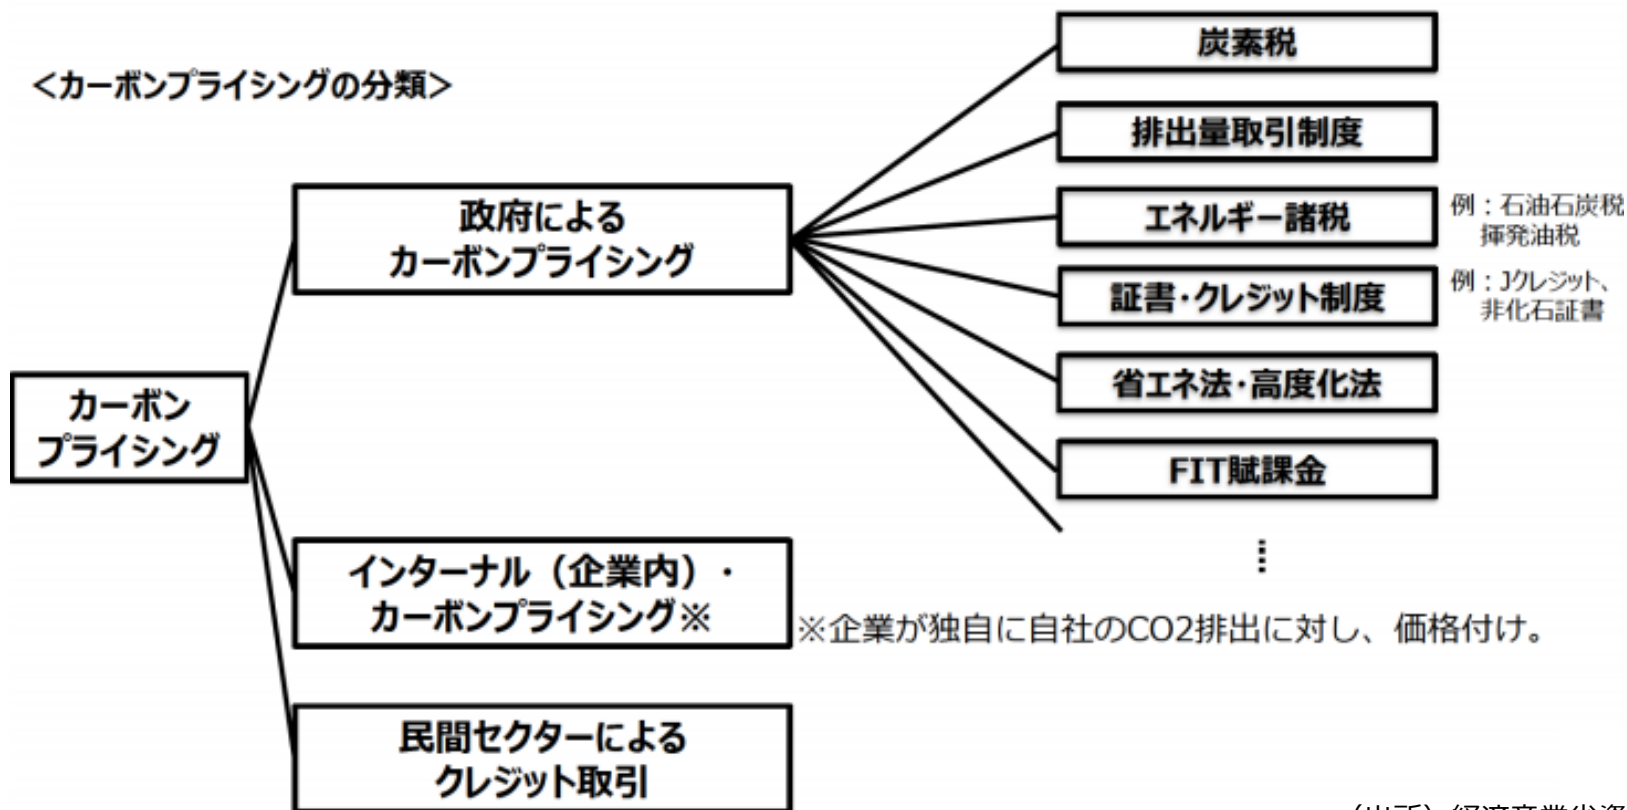 ＜カーボンプライシングの分類＞
カーボン
プライシング
政府による
カーボンプライシング
炭素税
排出量取引制度
エネルギー諸税
例：石油石炭税
揮発油税
証書・クレジット制度
例：Jクレジット、
非化石証書
省エネ法・高度化法
FIT賦課金
⋮
インターナル（企業内）・
カーボンプライシング※
※企業が独自に自社のCO2排出に対し、価格付け。
民間セクターによる
クレジット取引